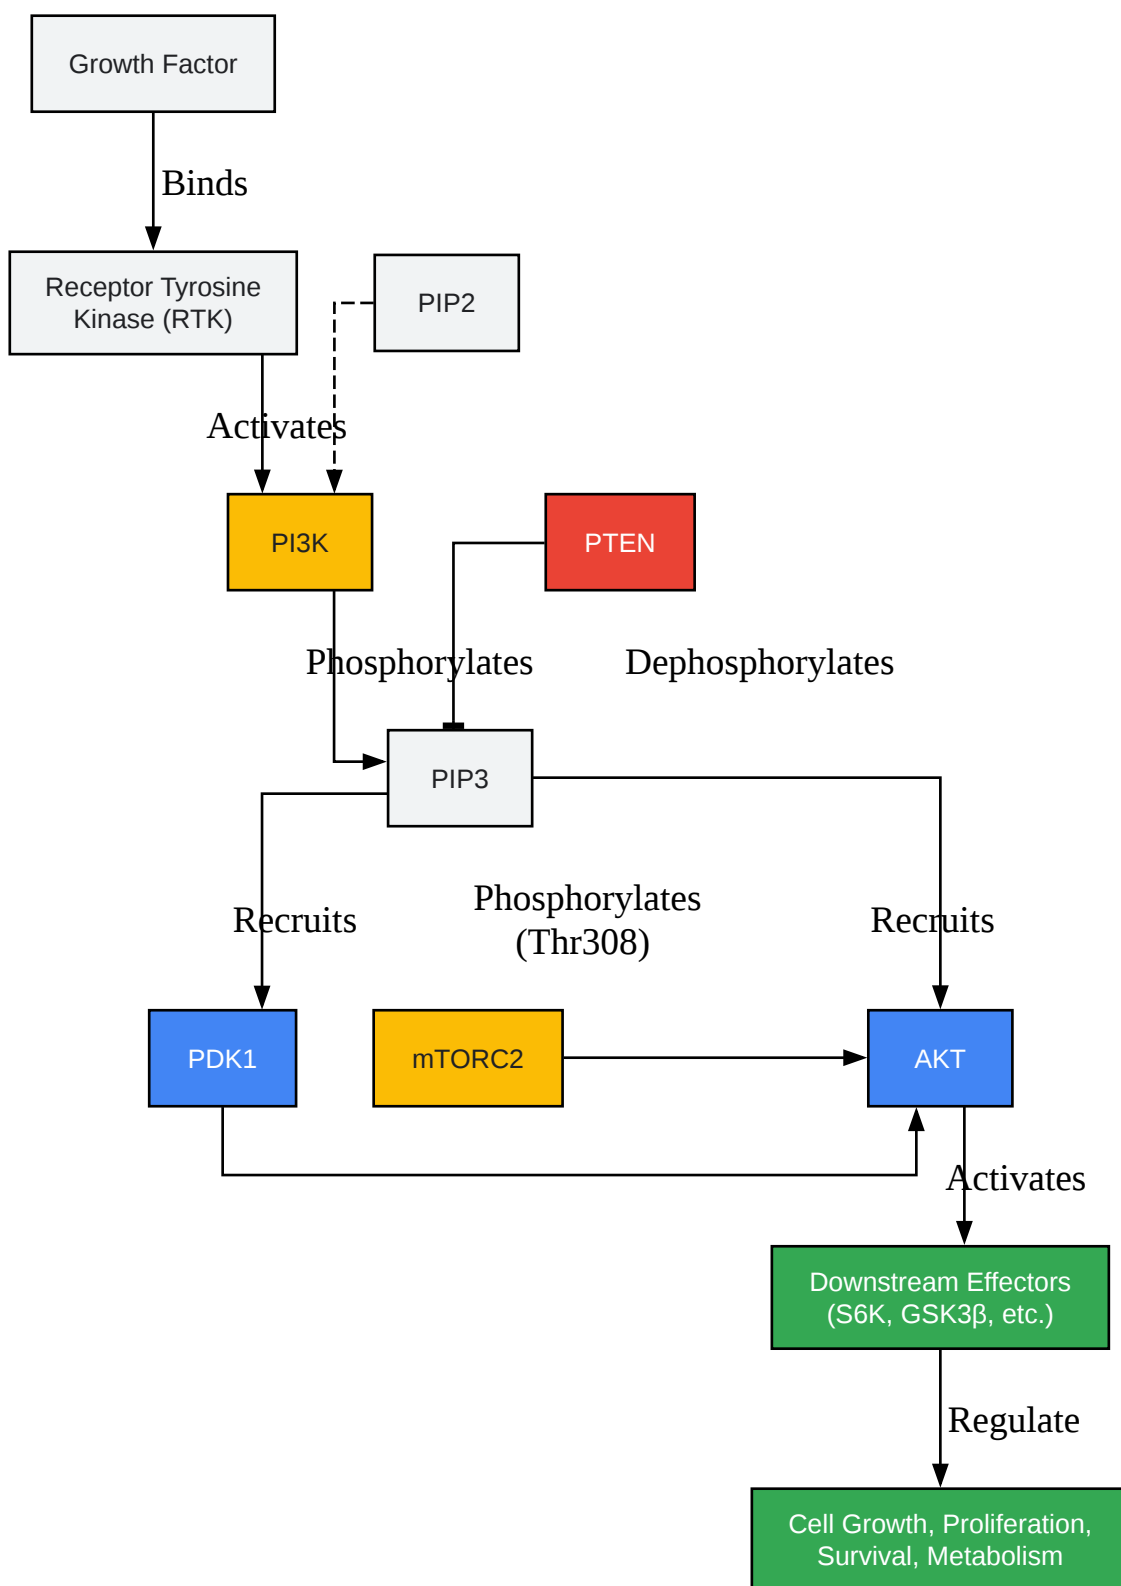 Growth Factor
Binds
Receptor Tyrosine
Kinase (RTK)
PIP2
Activates
PI3K
PTEN
Phosphorylates
Dephosphorylates
PIP3
Recruits
Phosphorylates
(Thr308)
Recruits
PDK1
mTORC2
AKT
Activates
Downstream Effectors
(S6K, GSK3β, etc.)
Regulate
Cell Growth, Proliferation,
Survival, Metabolism